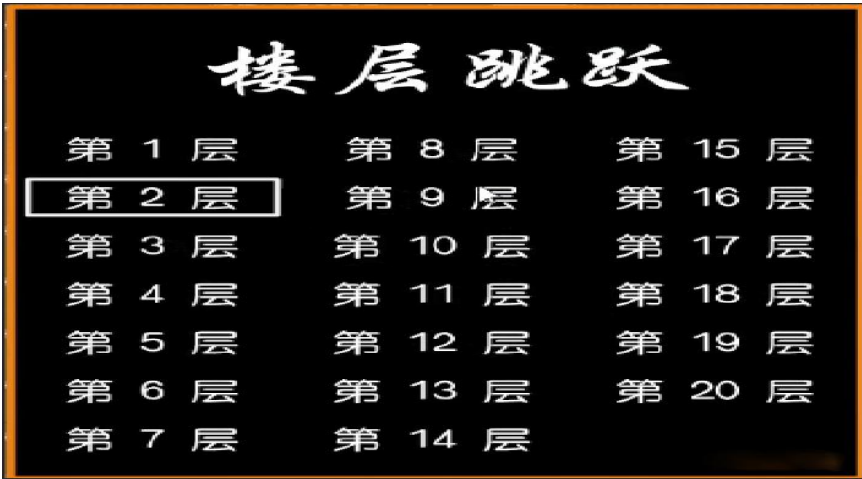 楼层跳跃
第 1 层 第 8 层 第 15 层
第 2 层 第 9 层 第 16 层
第 3 层 第 10 层 第 17 层
第 4 层 第 11 层 第 18 层
第 5 层 第 12 层 第 19 层
第 6 层 第 13 层 第 20 层
第 7 层 第 14 层